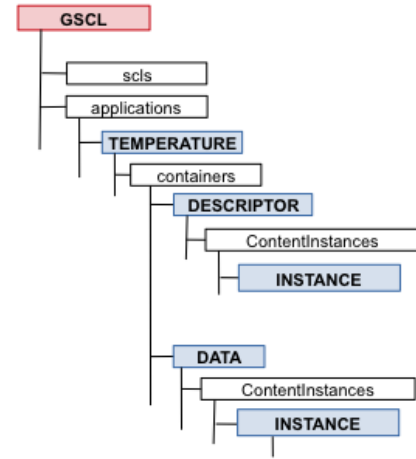 GSCL
scls
applications
TEMPERATURE
containers
DESCRIPTOR
ContentInstances
INSTANCE
DATA
ContentInstances
INSTANCE